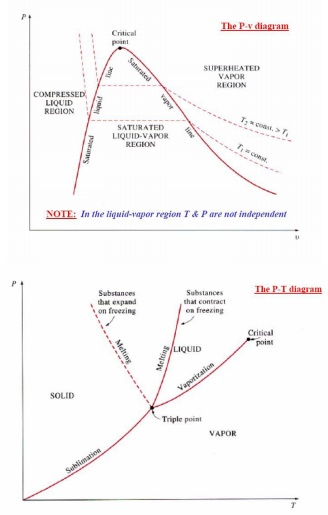 The P-v diagram
P
Critical
point
Saturated
liquid
line
Saturated
vapor
line
SUPERHEATED
VAPOR
REGION
COMPRESSED
LIQUID
REGION
SATURATED
LIQUID-VAPOR
REGION
T₂ = const. > T₁
T₁ = const.
NOTE: In the liquid-vapor region T & P are not independent
υ
The P-T diagram
P
Substances
that expand
on freezing
Substances
that contract
on freezing
Melting
Melting
LIQUID
Critical
point
Vaporization
SOLID
Triple point
VAPOR
Sublimation
T